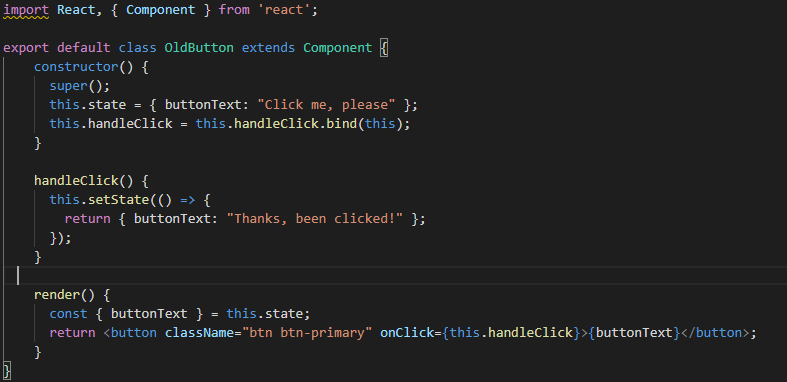 import React, { Component } from 'react';
export default class OldButton extends Component {
constructor() {
super();
this.state = { buttonText: "Click me, please" };
this.handleClick = this.handleClick.bind(this);
}
handleClick() {
this.setState(() => {
return { buttonText: "Thanks, been clicked!" };
});
}
render() {
const { buttonText } = this.state;
return <button className="btn btn-primary" onClick={this.handleClick}>{buttonText}</button>;
}
}